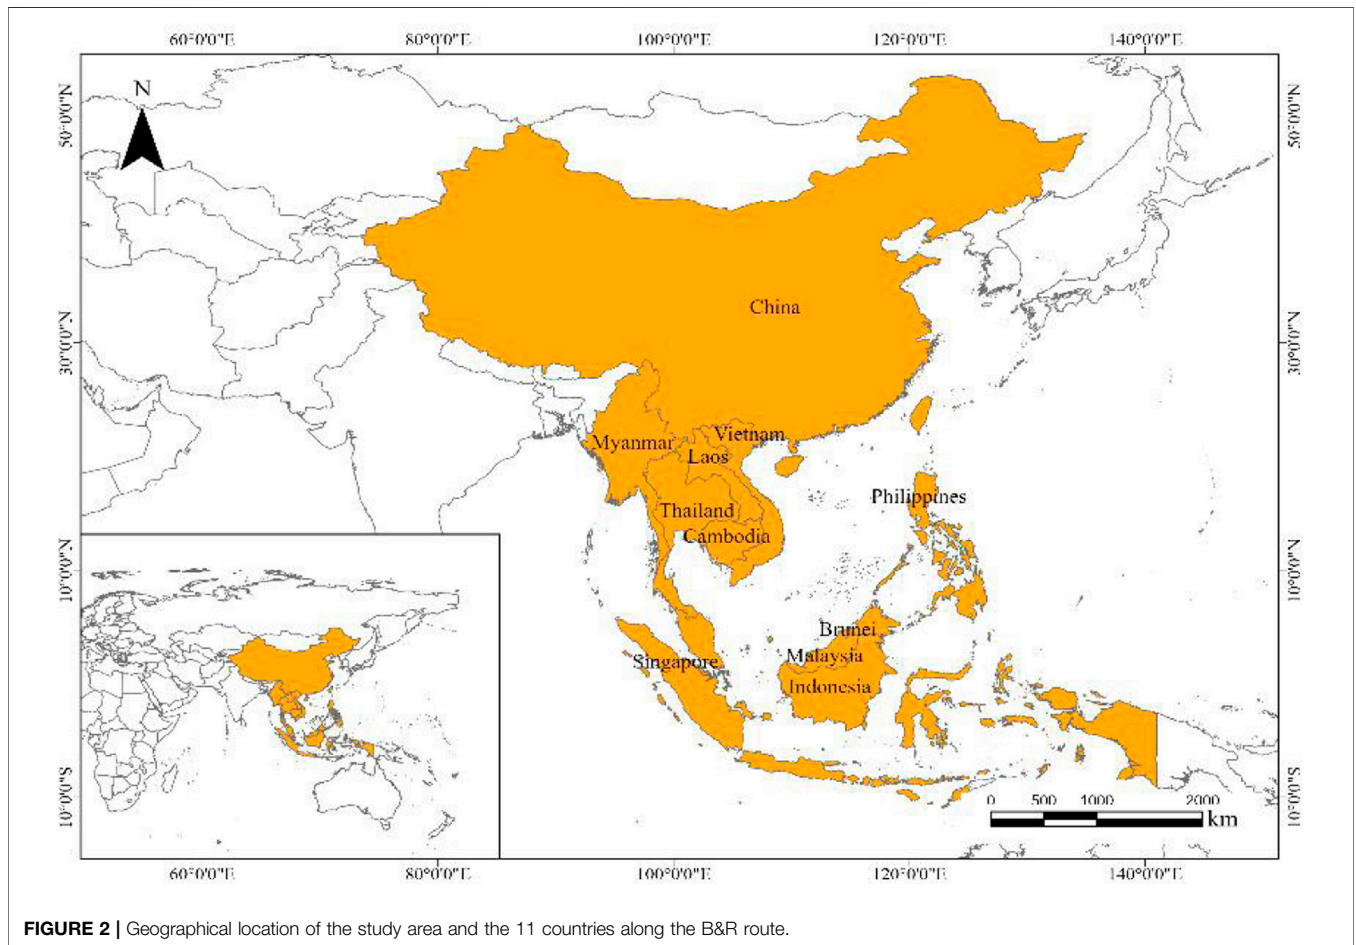 60°0'0"E 80°0'0"E 100°0'0"E 120°0'0"E 140°0'0"E
N
50°0'0"N
50°0'0"N
China
30°0'0"N
30°0'0"N
Vietnam
Myanmar
Laos
Philippines
Thailand
Cambodia
10°0'0"N
10°0'0"N
Brunei
Malaysia
Singapore
Indonesia
10°0'0"S
10°0'0"S
0 500 1000 2000
km
60°0'0"E 80°0'0"E 100°0'0"E 120°0'0"E 140°0'0"E
FIGURE 2 | Geographical location of the study area and the 11 countries along the B&R route.